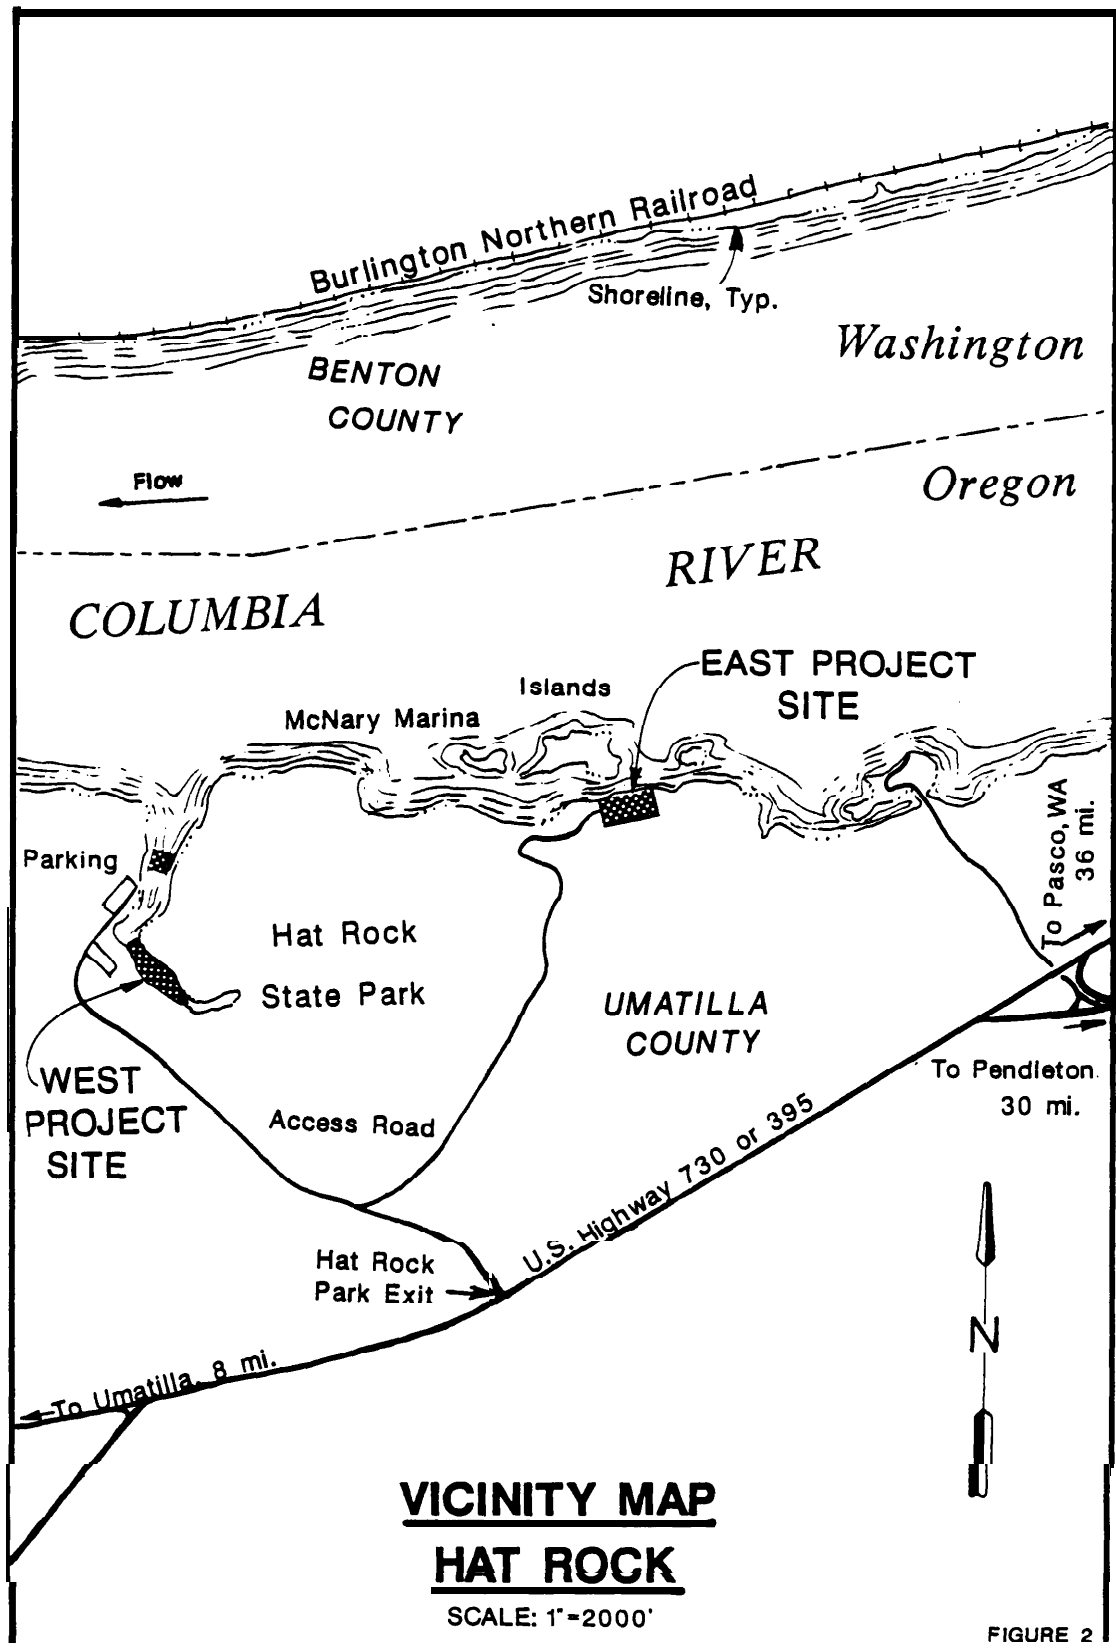 Burlington Northern Railroad
Shoreline, Typ.
Washington
BENTON
COUNTY
Flow
Oregon
RIVER
COLUMBIA
EAST PROJECT
SITE
Islands
McNary Marina
To Pasco, WA
36 mi.
Parking
Hat Rock
State Park
UMATILLA
COUNTY
WEST
PROJECT
SITE
To Pendleton
30 mi.
Access Road
U.S. Highway 730 or 395
Hat Rock
Park Exit
N
To Umatilla, 8 mi.
VICINITY MAP
HAT ROCK
SCALE: 1"=2000'
FIGURE 2